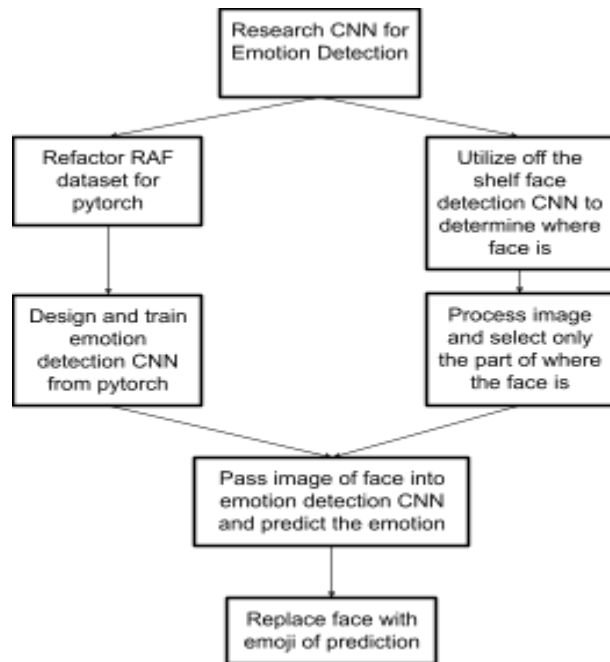 Research CNN for
Emotion Detection
Refactor RAF
dataset for
pytorch
Utilize off the
shelf face
detection CNN to
determine where
face is
Design and train
emotion
detection CNN
from pytorch
Process image
and select only
the part of where
the face is
Pass image of face into
emotion detection CNN
and predict the emotion
Replace face with
emoji of prediction